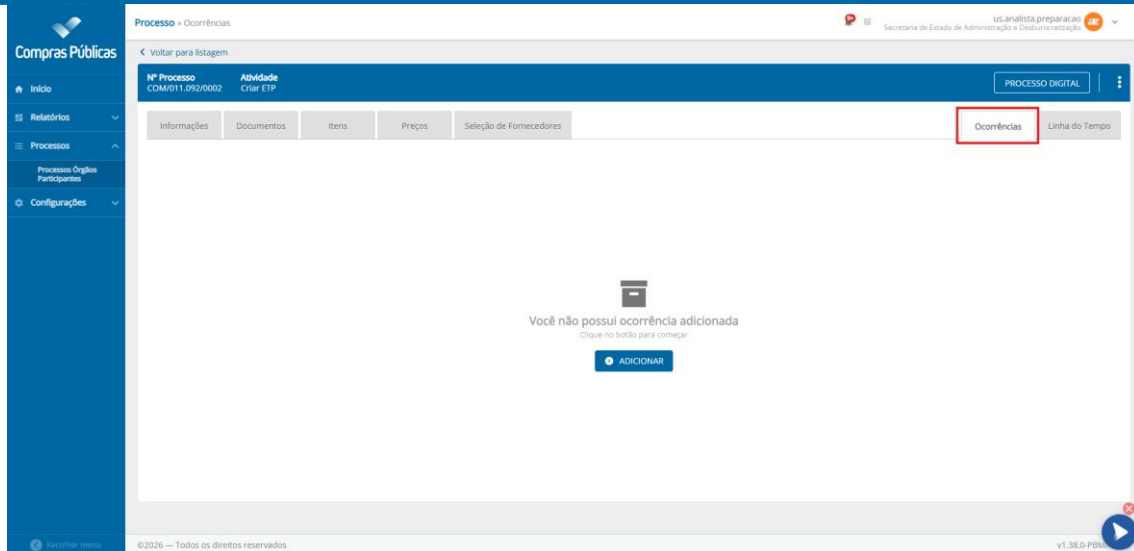 Compras Públicas
Início
Relatórios
Processos
Processos Órgãos
Participantes
Configurações
Recolher menu
Processo » Ocorrências
us.analista.preparacao
Secretaria de Estado de Administração e Desburocratização
Voltar para listagem
Nº Processo
COM/011.092/0002
Atividade
Criar ETP
PROCESSO DIGITAL
Informações
Documentos
Itens
Preços
Seleção de Fornecedores
Ocorrências
Linha do Tempo
Você não possui ocorrência adicionada
Clique no botão para começar
ADICIONAR
©2026 — Todos os direitos reservados
v1.38.0-